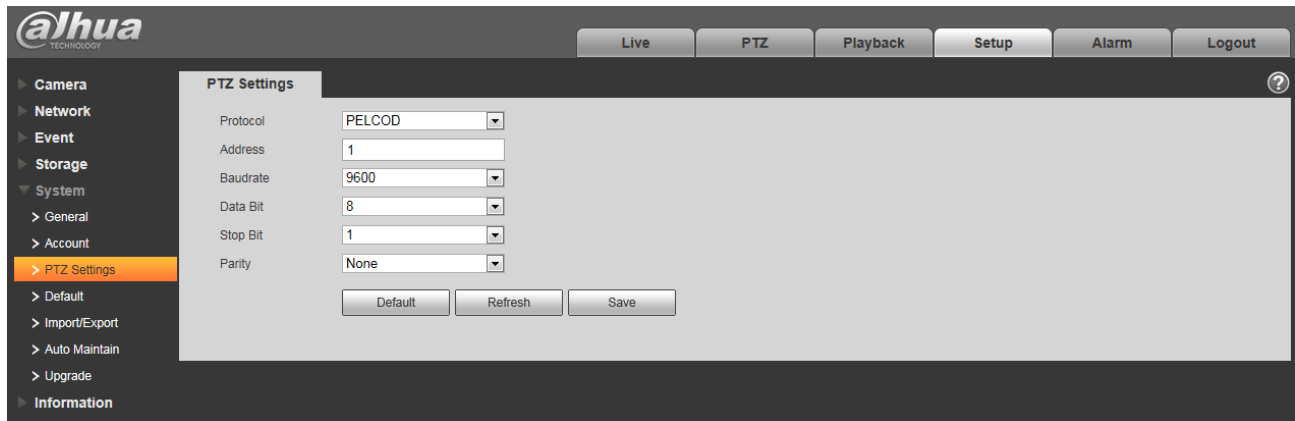 alhua
TECHNOLOGY
Live PTZ Playback Setup Alarm Logout
Camera
Network
Event
Storage
System
> General
> Account
> PTZ Settings
> Default
> Import/Export
> Auto Maintain
> Upgrade
Information
PTZ Settings
?
Protocol PELCOD
Address 1
Baudrate 9600
Data Bit 8
Stop Bit 1
Parity None
Default Refresh Save